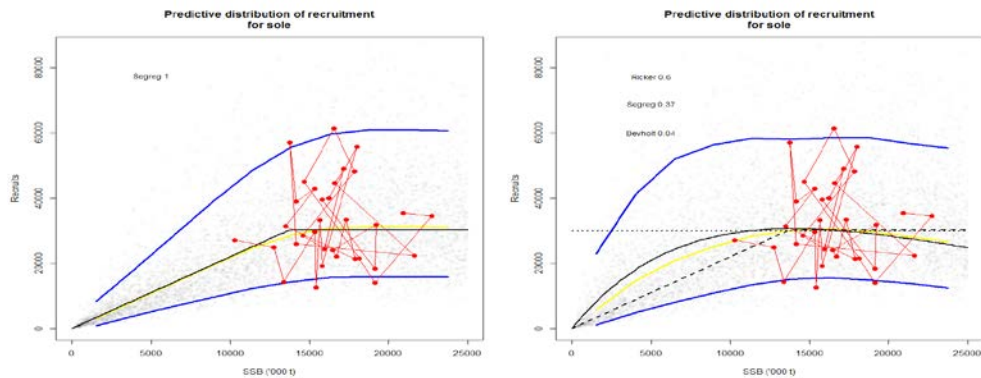 Predictive distribution of recruitment
for sole
Segreg 1
Recruits
0
20000
40000
60000
80000
0
5000
10000
15000
20000
25000
SSB ('000 t)
Predictive distribution of recruitment
for sole
Ricker 0.6
Segreg 0.37
Bevholt 0.04
Recruits
0
20000
40000
60000
80000
0
5000
10000
15000
20000
25000
SSB ('000 t)